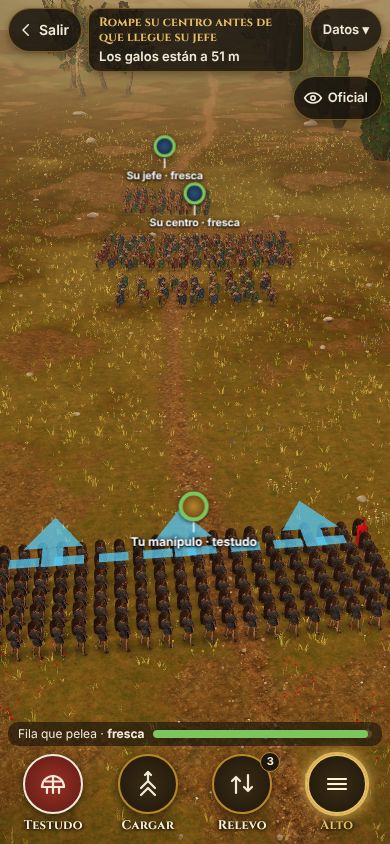 Salir
ROMPE SU CENTRO ANTES DE
QUE LLEGUE SU JEFE
Los galos están a 51 m
Datos ▾
Oficial
Su jefe · fresca
Su centro · fresca
Tu manípulo · testudo
Fila que pelea · fresca
3
TESTUDO
CARGAR
RELEVO
ALTO